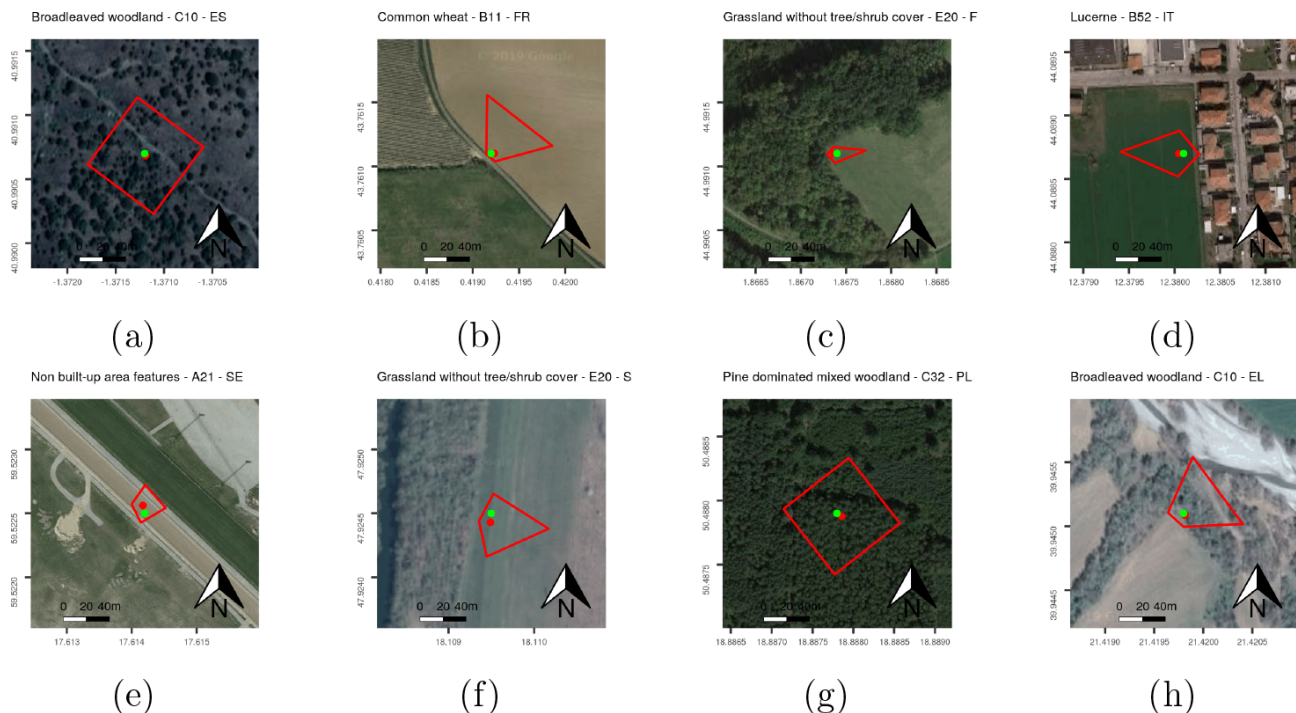 Broadleaved woodland - C10 - ES
Common wheat - B11 - FR
Grassland without tree/shrub cover - E20 - F
Lucerne - B52 - IT
40.9915
40.9910
40.9905
40.9900
0 20 40m
N
-1.3720
-1.3715
-1.3710
-1.3705
© 2019 Google
43.7615
43.7610
43.7605
0 20 40m
N
0.4180
0.4185
0.4190
0.4195
0.4200
44.9915
44.9910
44.9905
0 20 40m
N
1.8665
1.8670
1.8675
1.8680
1.8685
44.0895
44.0890
44.0885
44.0880
0 20 40m
N
12.3790
12.3795
12.3800
12.3805
12.3810
(a)
(b)
(c)
(d)
Non built-up area features - A21 - SE
Grassland without tree/shrub cover - E20 - S
Pine dominated mixed woodland - C32 - PL
Broadleaved woodland - C10 - EL
59.5230
59.5225
59.5220
0 20 40m
N
17.613
17.614
17.615
47.9250
47.9245
47.9240
0 20 40m
N
18.109
18.110
50.4885
50.4880
50.4875
0 20 40m
N
18.8865
18.8870
18.8875
18.8880
18.8885
18.8890
39.9455
39.9450
39.9445
0 20 40m
N
21.4190
21.4195
21.4200
21.4205
(e)
(f)
(g)
(h)